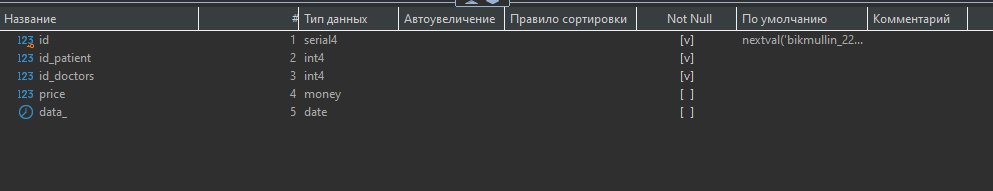 Название # Тип данных Автоувеличение Правило сортировки Not Null По умолчанию Комментарий
123 id 1 serial4 [v] nextval('bikmullin_22...
123 id_patient 2 int4 [v]
123 id_doctors 3 int4 [v]
123 price 4 money [ ]
data_ 5 date [ ]